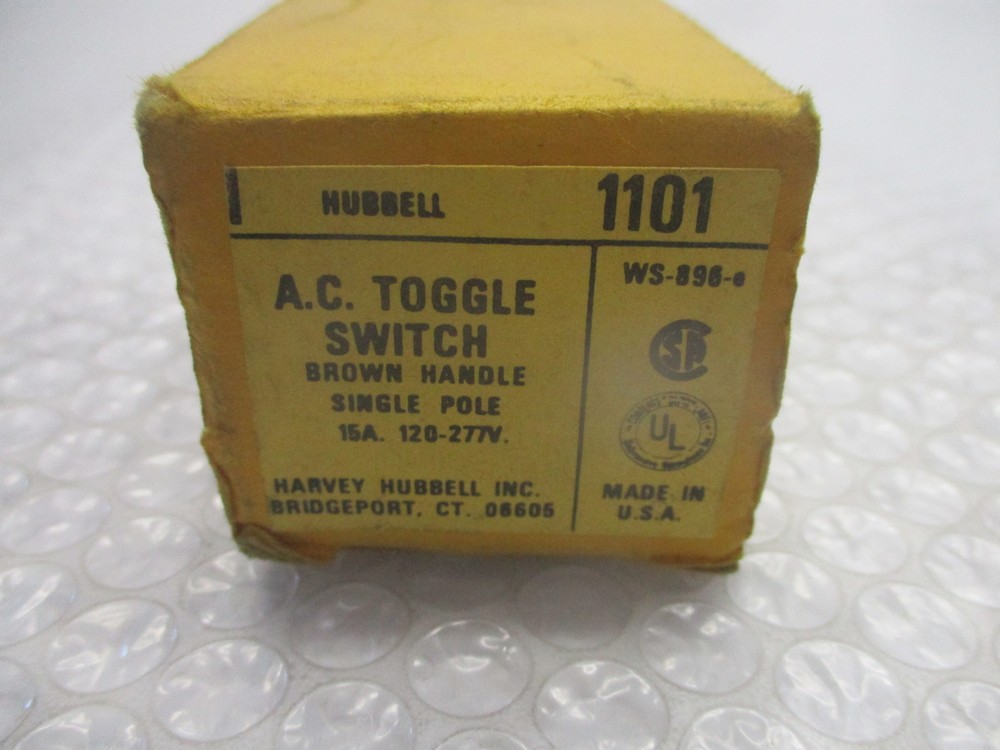 HUBBELL 1101
A.C. TOGGLE
SWITCH
BROWN HANDLE
SINGLE POLE
15A. 120-277V.
HARVEY HUBBELL INC.
BRIDGEPORT, CT. 06605
WS-896-e
SA
UL
MADE IN
U.S.A.